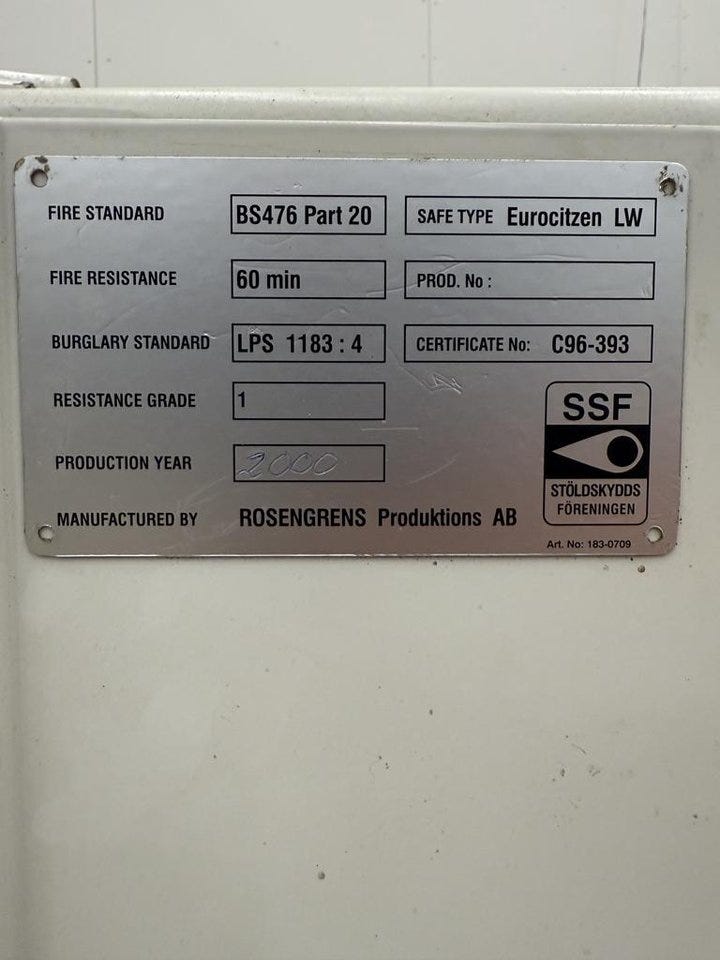 FIRE STANDARD BS476 Part 20 SAFE TYPE Eurocitzen LW
FIRE RESISTANCE 60 min PROD. No :
BURGLARY STANDARD LPS 1183 : 4 CERTIFICATE No: C96-393
RESISTANCE GRADE 1
PRODUCTION YEAR 2000
MANUFACTURED BY ROSENGRENS Produktions AB
SSF
STÖLDSKYDDS
FÖRENINGEN
Art. No: 183-0709